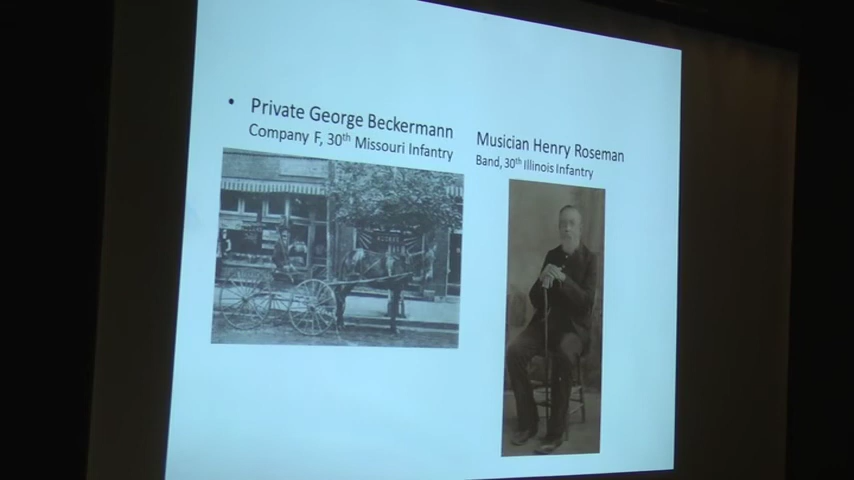 • Private George Beckermann
Company F, 30th Missouri Infantry
Musician Henry Roseman
Band, 30th Illinois Infantry